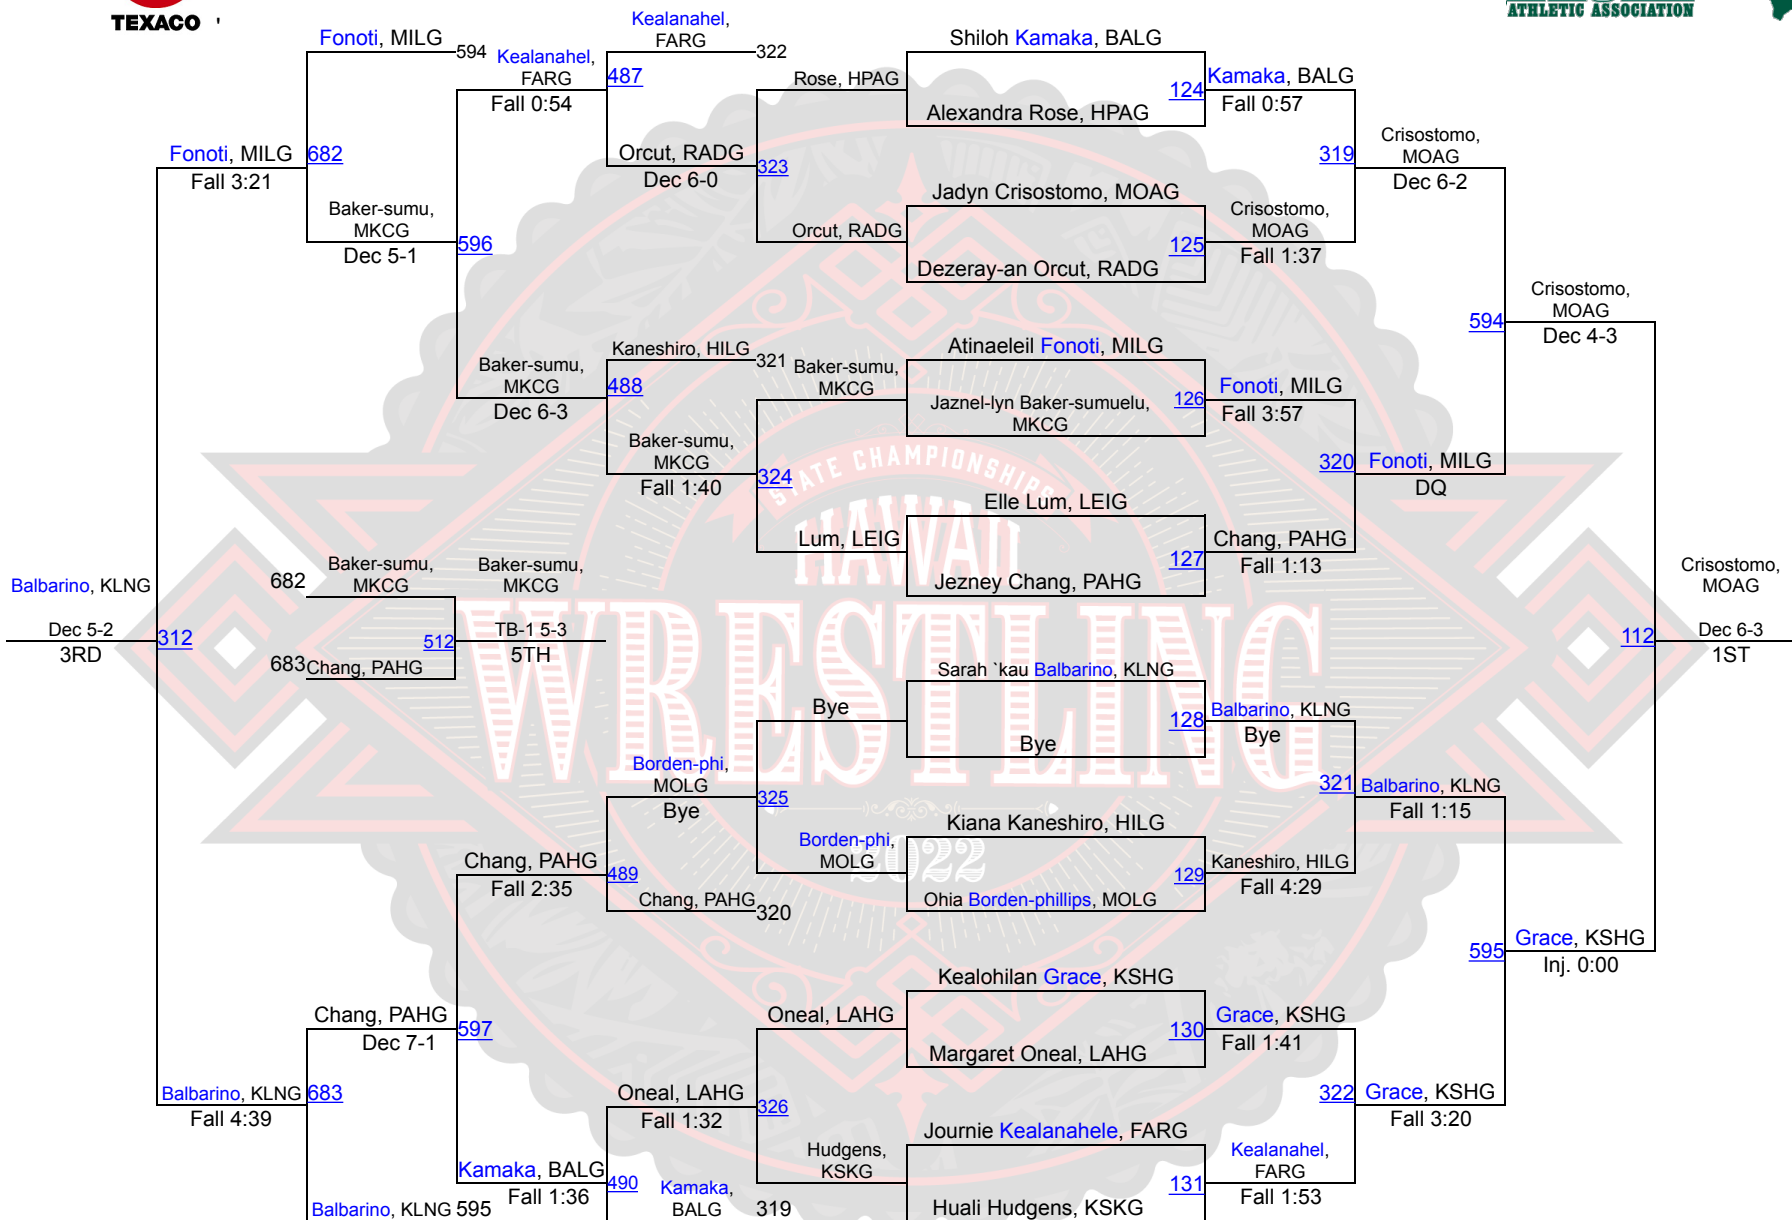 TEXACO '
ATHLETIC ASSOCIATION
Fonoti, MILG
594
682
Fonoti, MILG
Fall 3:21
Baker-sumu,
MKCG
Dec 5-1
Kealanahel,
FARG
Fall 0:54
596
Baker-sumu,
MKCG
Dec 6-3
Kealanahel,
FARG
322
487
Orcut, RADG
Dec 6-0
323
Rose, HPAG
Orcut, RADG
Kaneshiro, HILG
321
488
Baker-sumu,
MKCG
Fall 1:40
324
Baker-sumu,
MKCG
Lum, LEIG
Shiloh Kamaka, BALG
124
Alexandra Rose, HPAG
Kamaka, BALG
Fall 0:57
319
Crisostomo,
MOAG
Dec 6-2
Jadyn Crisostomo, MOAG
125
Dezeray-an Orcut, RADG
Crisostomo,
MOAG
Fall 1:37
594
Crisostomo,
MOAG
Dec 4-3
Atinaeleil Fonoti, MILG
126
Jaznel-lyn Baker-sumuelu,
MKCG
Fonoti, MILG
Fall 3:57
320
Fonoti, MILG
DQ
Elle Lum, LEIG
127
Jezney Chang, PAHG
Chang, PAHG
Fall 1:13
STATE CHAMPIONSHIPS
HAWAII
WRESTLING
2022
Balbarino, KLNG
Dec 5-2
3RD
312
682
Baker-sumu,
MKCG
683
Chang, PAHG
512
Baker-sumu,
MKCG
TB-1 5-3
5TH
112
Crisostomo,
MOAG
Dec 6-3
1ST
Sarah `kau Balbarino, KLNG
128
Bye
Balbarino, KLNG
Bye
321
Balbarino, KLNG
Fall 1:15
Kiana Kaneshiro, HILG
129
Ohia Borden-phillips, MOLG
Kaneshiro, HILG
Fall 4:29
Bye
325
Borden-phi,
MOLG
Borden-phi,
MOLG
Bye
489
Chang, PAHG
320
Chang, PAHG
Fall 2:35
595
Grace, KSHG
Inj. 0:00
Kealohilan Grace, KSHG
130
Margaret Oneal, LAHG
Grace, KSHG
Fall 1:41
322
Grace, KSHG
Fall 3:20
Journie Kealanahele, FARG
131
Huali Hudgens, KSKG
Kealanahel,
FARG
Fall 1:53
Oneal, LAHG
326
Hudgens,
KSKG
Oneal, LAHG
Fall 1:32
490
Kamaka,
BALG
319
Chang, PAHG
Dec 7-1
597
Kamaka, BALG
Fall 1:36
Balbarino, KLNG
Fall 4:39
683
Balbarino, KLNG
595